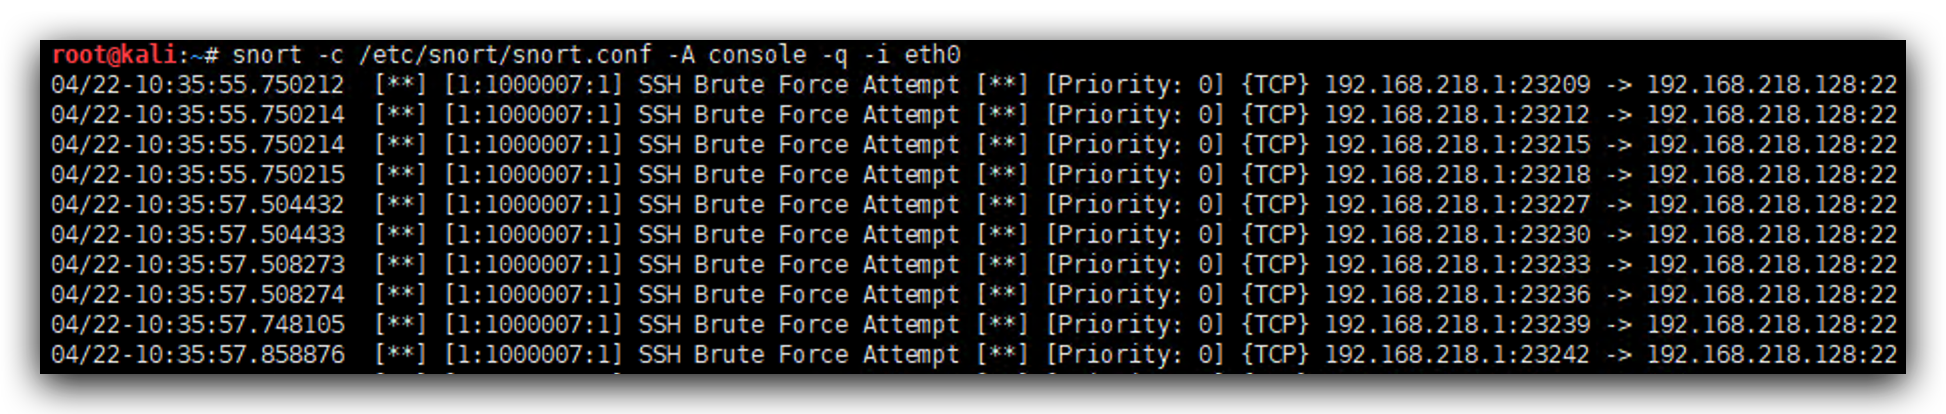 root@kali:~# snort -c /etc/snort/snort.conf -A console -q -i eth0
04/22-10:35:55.750212  [**] [1:1000007:1] SSH Brute Force Attempt [**] [Priority: 0] {TCP} 192.168.218.1:23209 -> 192.168.218.128:22
04/22-10:35:55.750214  [**] [1:1000007:1] SSH Brute Force Attempt [**] [Priority: 0] {TCP} 192.168.218.1:23212 -> 192.168.218.128:22
04/22-10:35:55.750214  [**] [1:1000007:1] SSH Brute Force Attempt [**] [Priority: 0] {TCP} 192.168.218.1:23215 -> 192.168.218.128:22
04/22-10:35:55.750215  [**] [1:1000007:1] SSH Brute Force Attempt [**] [Priority: 0] {TCP} 192.168.218.1:23218 -> 192.168.218.128:22
04/22-10:35:57.504432  [**] [1:1000007:1] SSH Brute Force Attempt [**] [Priority: 0] {TCP} 192.168.218.1:23227 -> 192.168.218.128:22
04/22-10:35:57.504433  [**] [1:1000007:1] SSH Brute Force Attempt [**] [Priority: 0] {TCP} 192.168.218.1:23230 -> 192.168.218.128:22
04/22-10:35:57.508273  [**] [1:1000007:1] SSH Brute Force Attempt [**] [Priority: 0] {TCP} 192.168.218.1:23233 -> 192.168.218.128:22
04/22-10:35:57.508274  [**] [1:1000007:1] SSH Brute Force Attempt [**] [Priority: 0] {TCP} 192.168.218.1:23236 -> 192.168.218.128:22
04/22-10:35:57.748105  [**] [1:1000007:1] SSH Brute Force Attempt [**] [Priority: 0] {TCP} 192.168.218.1:23239 -> 192.168.218.128:22
04/22-10:35:57.858876  [**] [1:1000007:1] SSH Brute Force Attempt [**] [Priority: 0] {TCP} 192.168.218.1:23242 -> 192.168.218.128:22